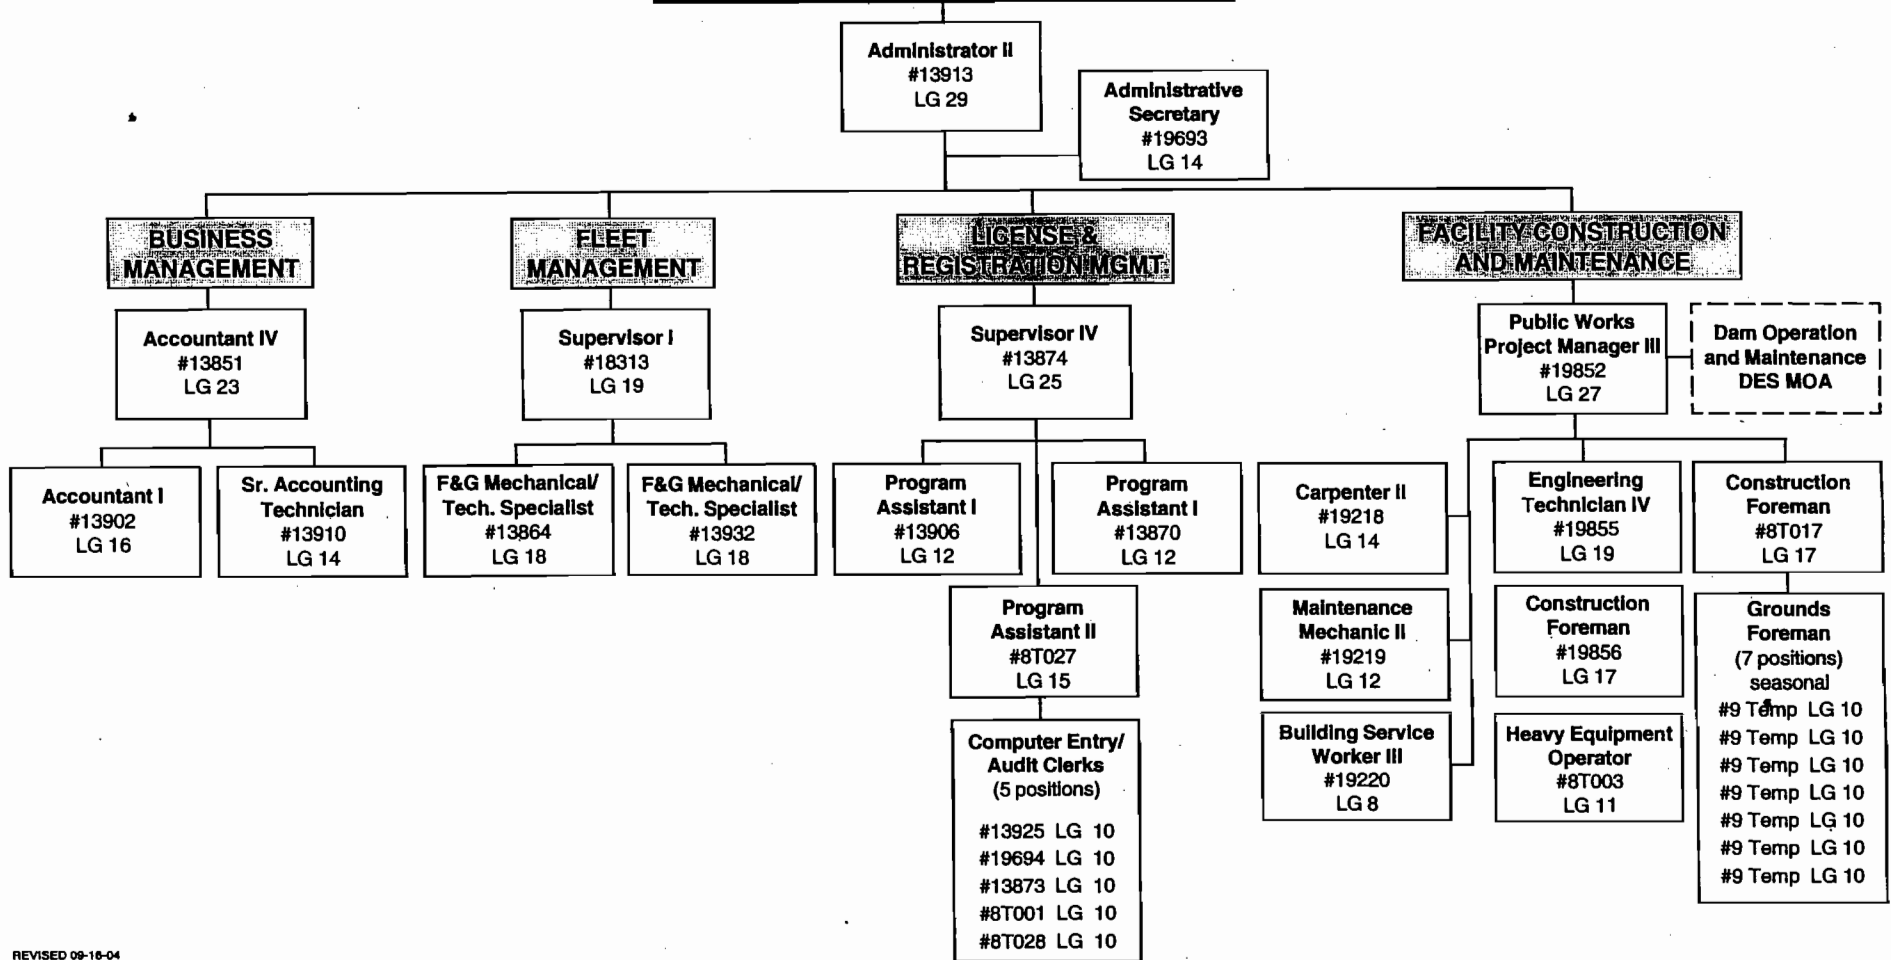 Administrator II
#13913
LG 29
Administrative
Secretary
#19693
LG 14
BUSINESS
MANAGEMENT
FLEET
MANAGEMENT
LICENSE &
REGISTRATION MGMT.
FACILITY CONSTRUCTION
AND MAINTENANCE
Accountant IV
#13851
LG 23
Supervisor I
#18313
LG 19
Supervisor IV
#13874
LG 25
Public Works
Project Manager III
#19852
LG 27
Dam Operation
and Maintenance
DES MOA
Accountant I
#13902
LG 16
Sr. Accounting
Technician
#13910
LG 14
F&G Mechanical/
Tech. Specialist
#13864
LG 18
F&G Mechanical/
Tech. Specialist
#13932
LG 18
Program
Assistant I
#13906
LG 12
Program
Assistant I
#13870
LG 12
Program
Assistant II
#8T027
LG 15
Computer Entry/
Audit Clerks
(5 positions)
#13925 LG 10
#19694 LG 10
#13873 LG 10
#8T001 LG 10
#8T028 LG 10
Carpenter II
#19218
LG 14
Maintenance
Mechanic II
#19219
LG 12
Building Service
Worker III
#19220
LG 8
Engineering
Technician IV
#19855
LG 19
Construction
Foreman
#19856
LG 17
Heavy Equipment
Operator
#8T003
LG 11
Construction
Foreman
#8T017
LG 17
Grounds
Foreman
(7 positions)
seasonal
#9 Temp LG 10
#9 Temp LG 10
#9 Temp LG 10
#9 Temp LG 10
#9 Temp LG 10
#9 Temp LG 10
#9 Temp LG 10
REVISED 09-16-04